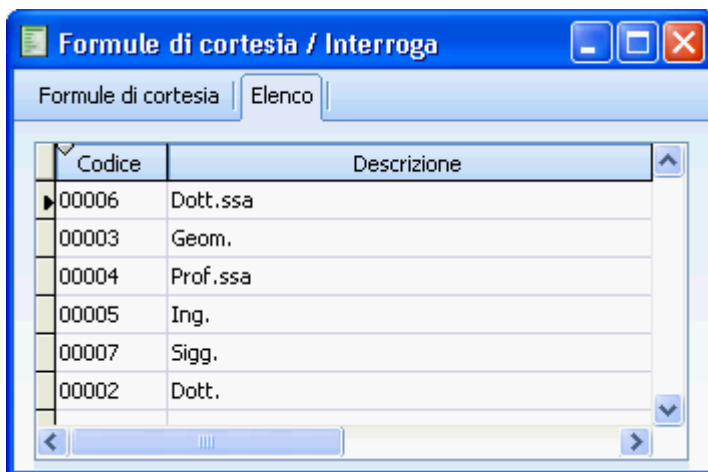 Formule di cortesia / Interroga
Formule di cortesia Elenco
Codice Descrizione
00006 Dott.ssa
00003 Geom.
00004 Prof.ssa
00005 Ing.
00007 Sigg.
00002 Dott.